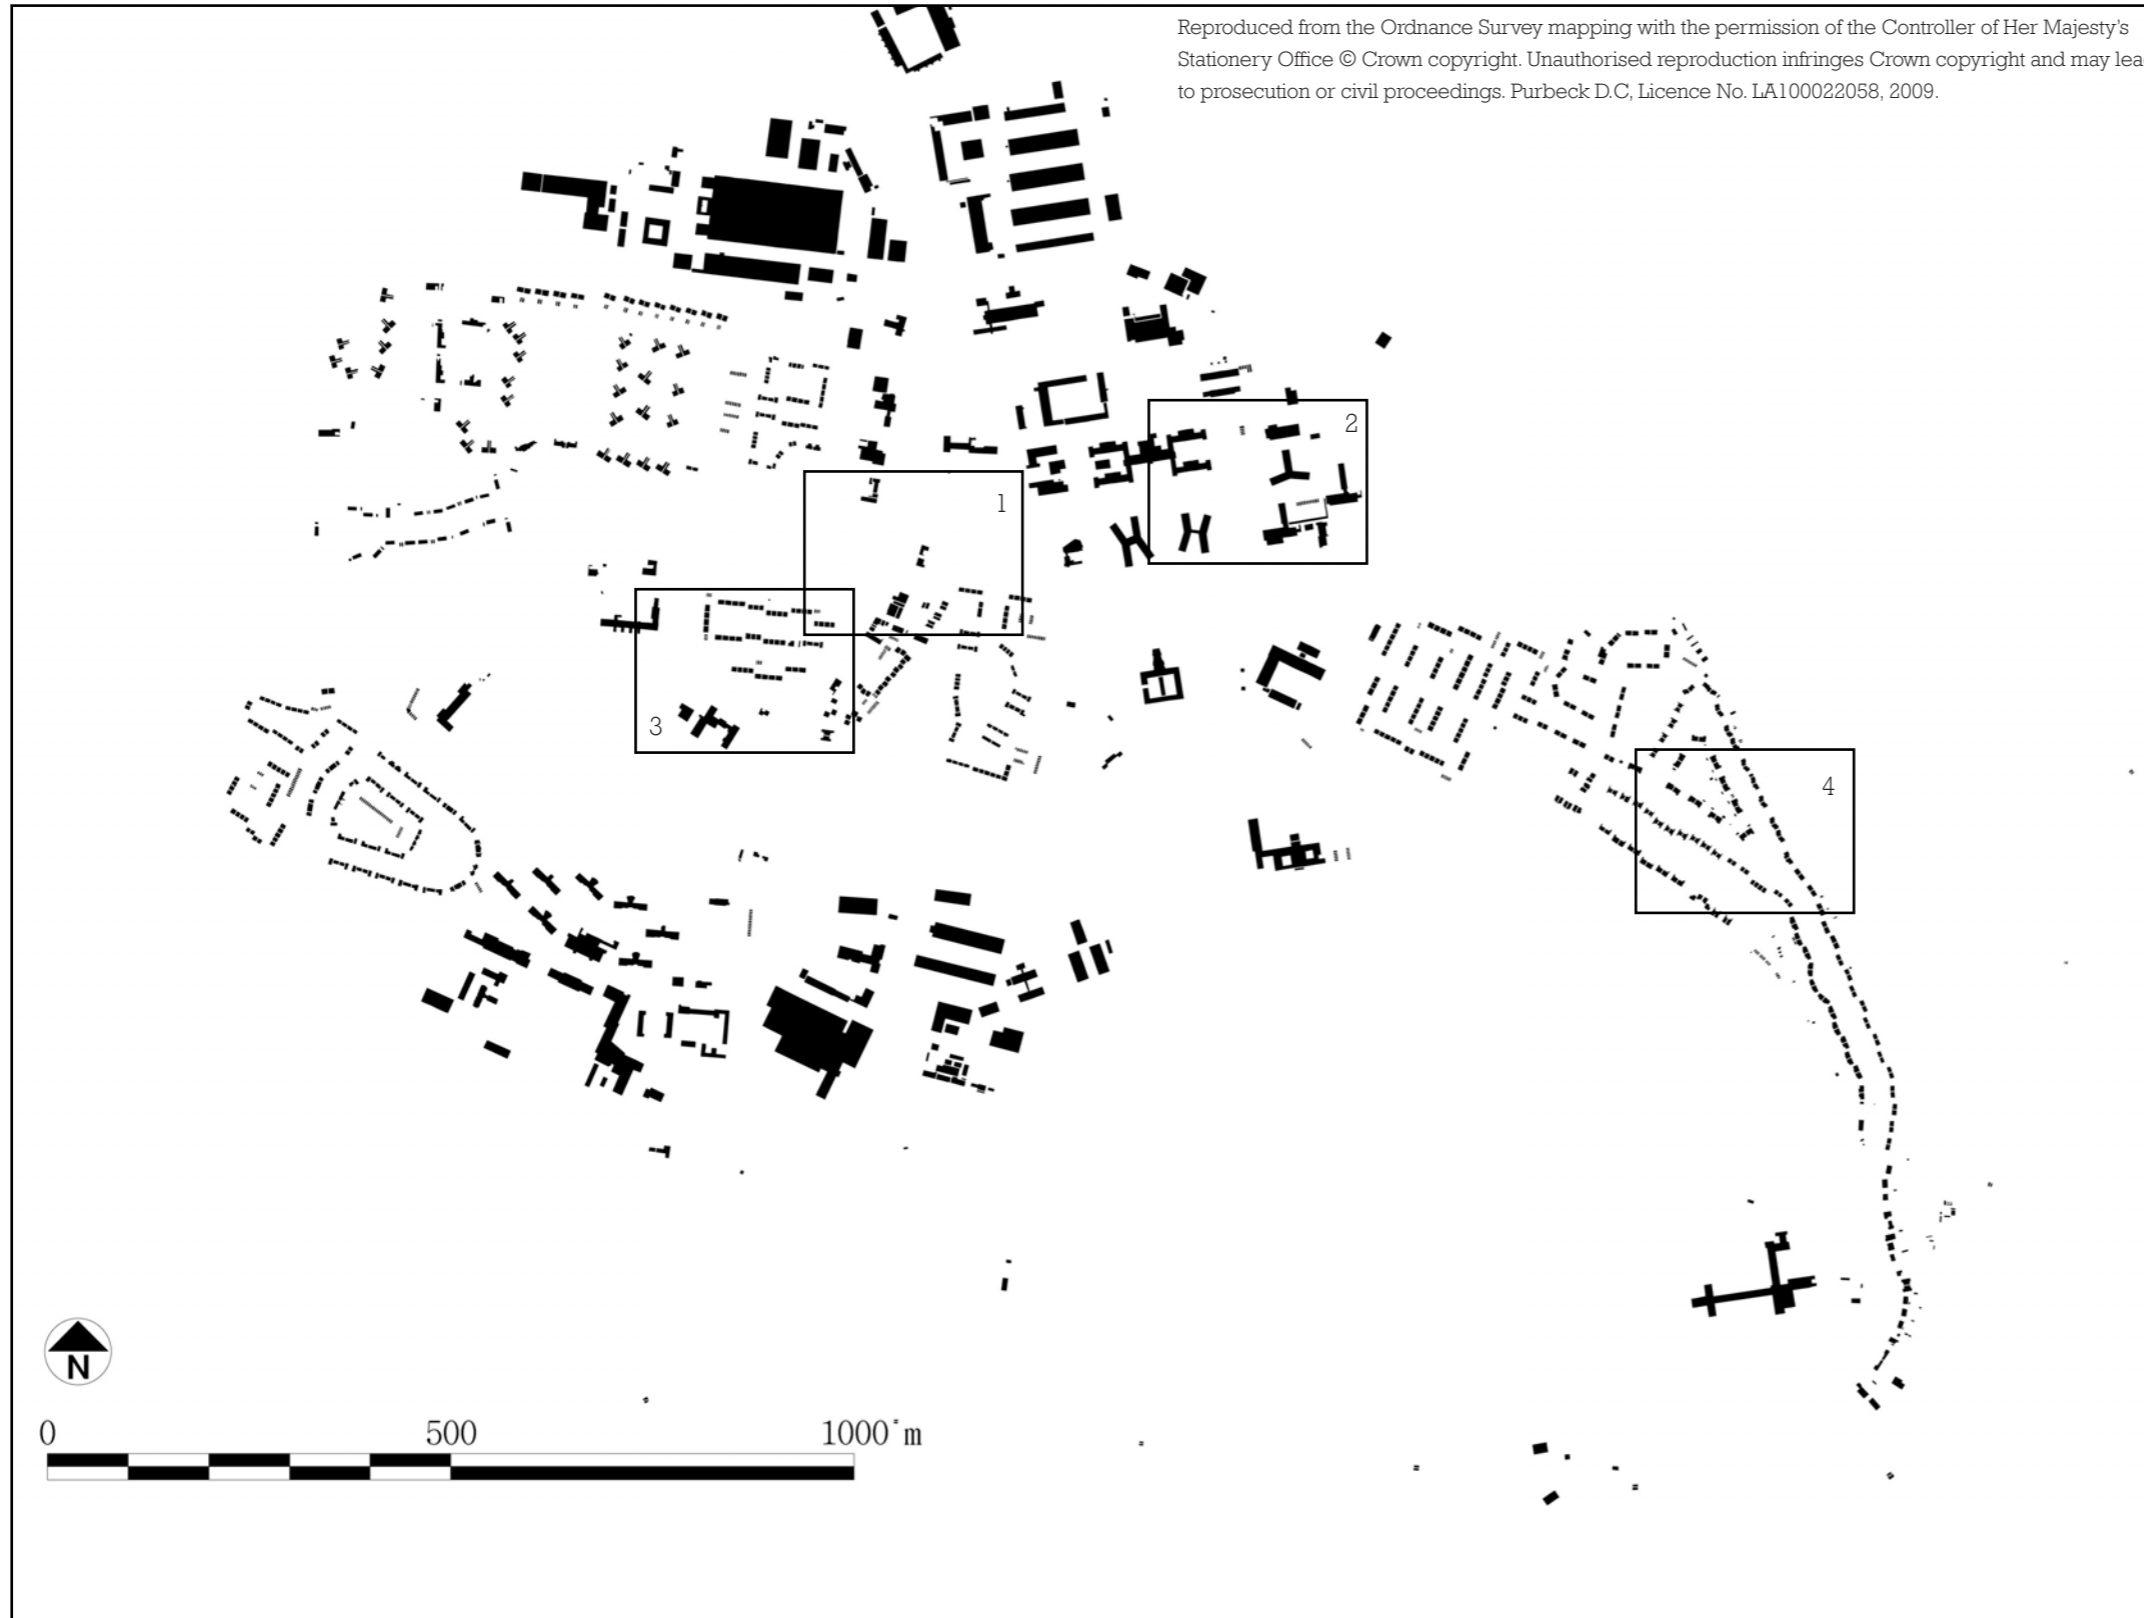 Reproduced from the Ordnance Survey mapping with the permission of the Controller of Her Majesty’s
Stationery Office © Crown copyright. Unauthorised reproduction infringes Crown copyright and may lea
to prosecution or civil proceedings. Purbeck D.C, Licence No. LA100022058, 2009.
2
1
3
4
N
0 500 1000 m